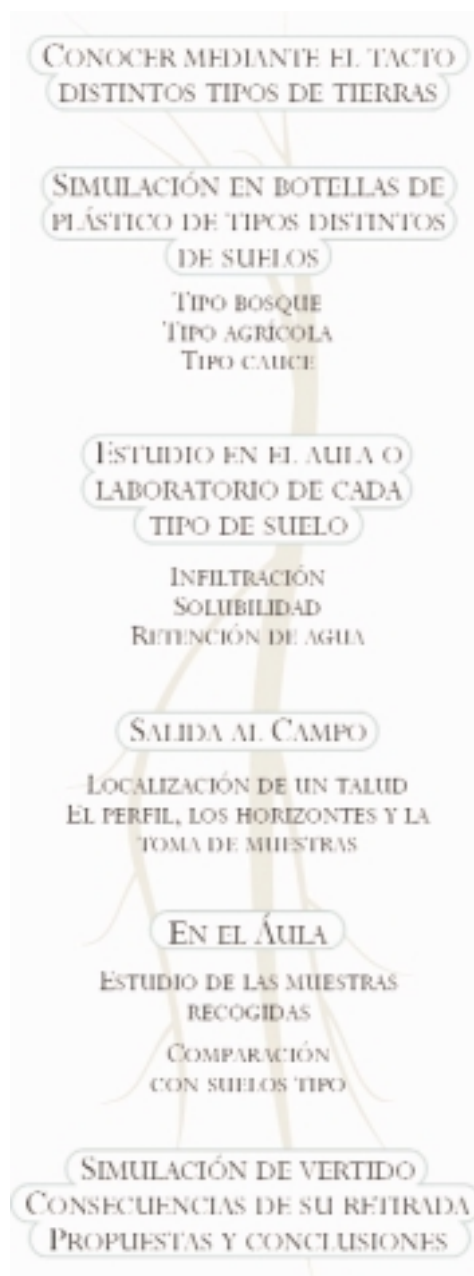 CONOCER MEDIANTE EL TACTO
DISTINTOS TIPOS DE TIERRAS
SIMULACIÓN EN BOTELLAS DE
PLÁSTICO DE TIPOS DISTINTOS
DE SUELOS
TIPO BOSQUE
TIPO AGRÍCOLA
TIPO CAUCE
ESTUDIO EN EL AULA O
LABORATORIO DE CADA
TIPO DE SUELO
INFILTRACIÓN
SOLUBILIDAD
RETENCIÓN DE AGUA
SALIDA AL CAMPO
LOCALIZACIÓN DE UN TALUD
EL PERFIL, LOS HORIZONTES Y LA
TOMA DE MUESTRAS
EN EL ÁULA
ESTUDIO DE LAS MUESTRAS
RECOGIDAS
COMPARACIÓN
CON SUELOS TIPO
SIMULACIÓN DE VERTIDO
CONSECUENCIAS DE SU RETIRADA
PROPUESTAS Y CONCLUSIONES